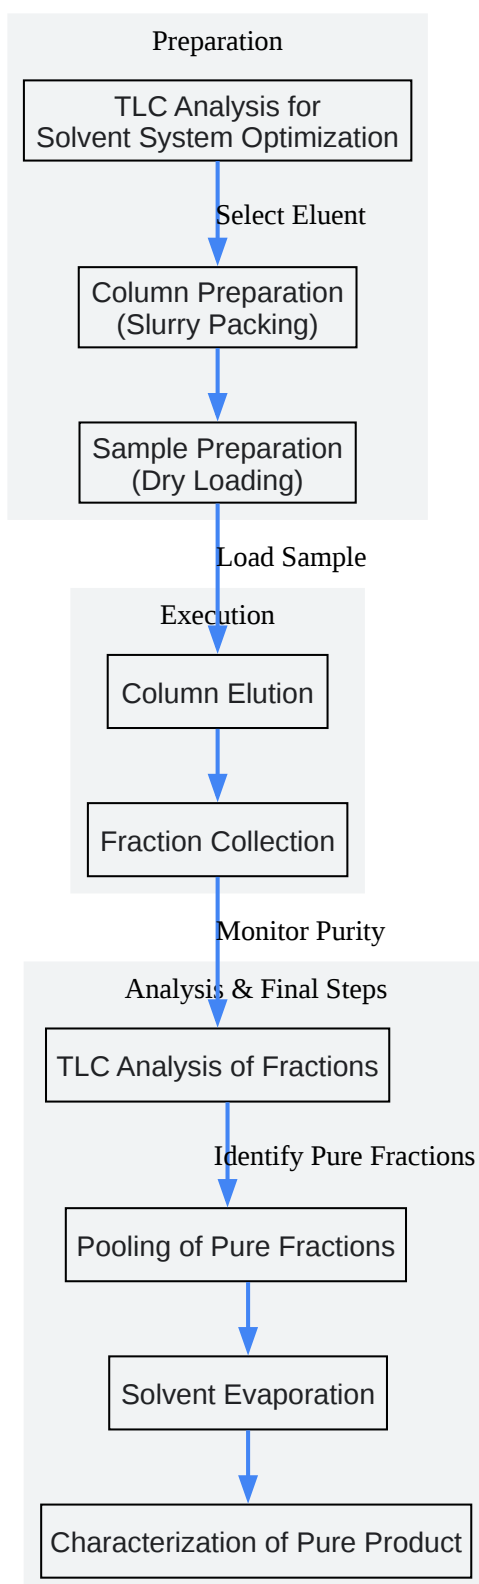 Preparation
TLC Analysis for
Solvent System Optimization
Select Eluent
Column Preparation
(Slurry Packing)
Sample Preparation
(Dry Loading)
Load Sample
Execution
Column Elution
Fraction Collection
Monitor Purity
Analysis & Final Steps
TLC Analysis of Fractions
Identify Pure Fractions
Pooling of Pure Fractions
Solvent Evaporation
Characterization of Pure Product